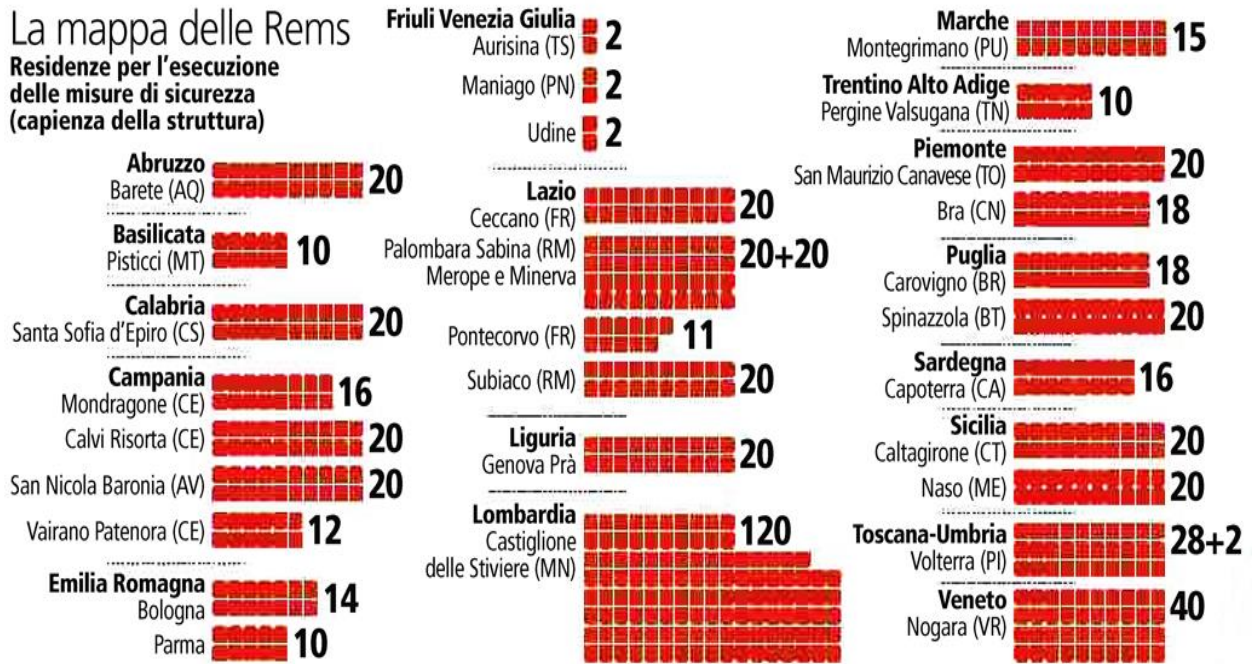 La mappa delle Rems
Residenze per l'esecuzione
delle misure di sicurezza
(capienza della struttura)
Abruzzo
Barete (AQ) 20
Basilicata
Pisticci (MT) 10
Calabria
Santa Sofia d'Epiro (CS) 20
Campania
Mondragone (CE) 16
Calvi Risorta (CE) 20
San Nicola Baronia (AV) 20
Vairano Patenora (CE) 12
Emilia Romagna
Bologna 14
Parma 10
Friuli Venezia Giulia
Aurisina (TS) 2
Maniago (PN) 2
Udine 2
Lazio
Ceccano (FR) 20
Palombara Sabina (RM) 20+20
Merope e Minerva
Pontecorvo (FR) 11
Subiaco (RM) 20
Liguria
Genova Prà 20
Lombardia 120
Castiglione
delle Stiviere (MN)
Marche
Montegrimano (PU) 15
Trentino Alto Adige
Pergine Valsugana (TN) 10
Piemonte
San Maurizio Canavese (TO) 20
Bra (CN) 18
Puglia
Carovigno (BR) 18
Spinazzola (BT) 20
Sardegna
Capoterra (CA) 16
Sicilia
Caltagirone (CT) 20
Naso (ME) 20
Toscana-Umbria
Volterra (PI) 28+2
Veneto
Nogara (VR) 40